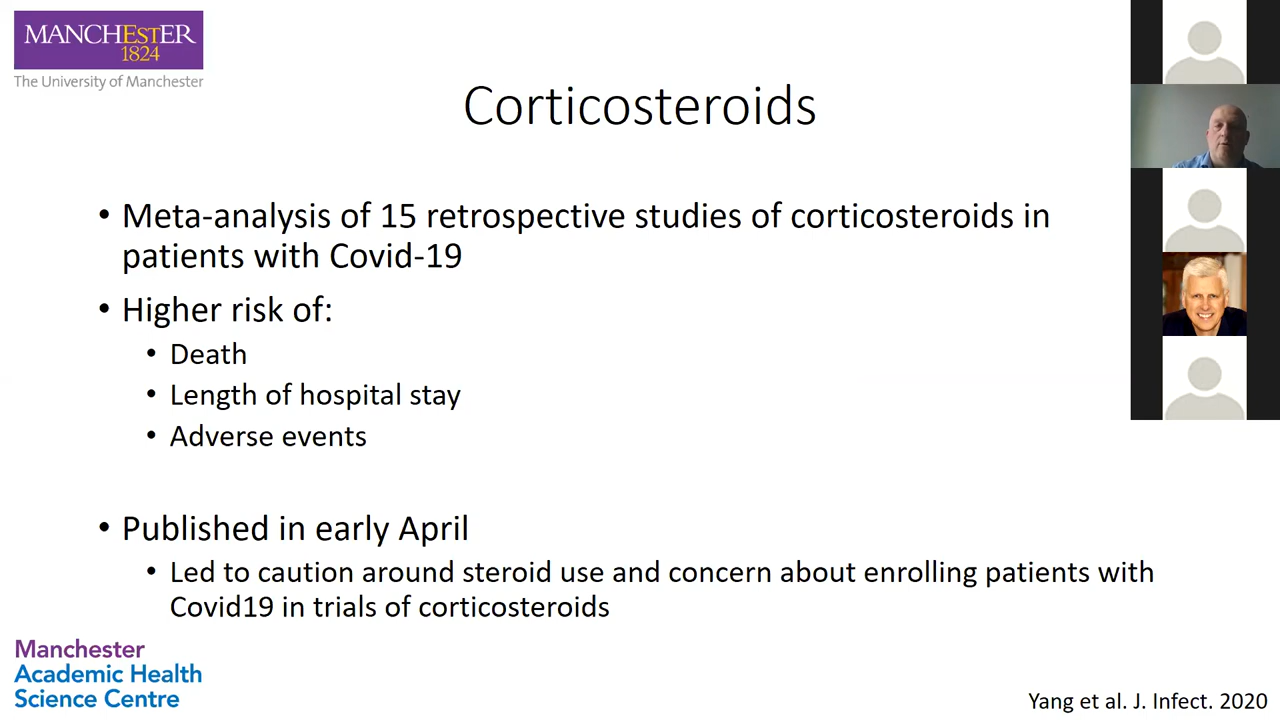 MANCHESTER
1824
The University of Manchester
Corticosteroids
• Meta-analysis of 15 retrospective studies of corticosteroids in
patients with Covid-19
• Higher risk of:
• Death
• Length of hospital stay
• Adverse events
• Published in early April
• Led to caution around steroid use and concern about enrolling patients with
Covid19 in trials of corticosteroids
Manchester
Academic Health
Science Centre
Yang et al. J. Infect. 2020